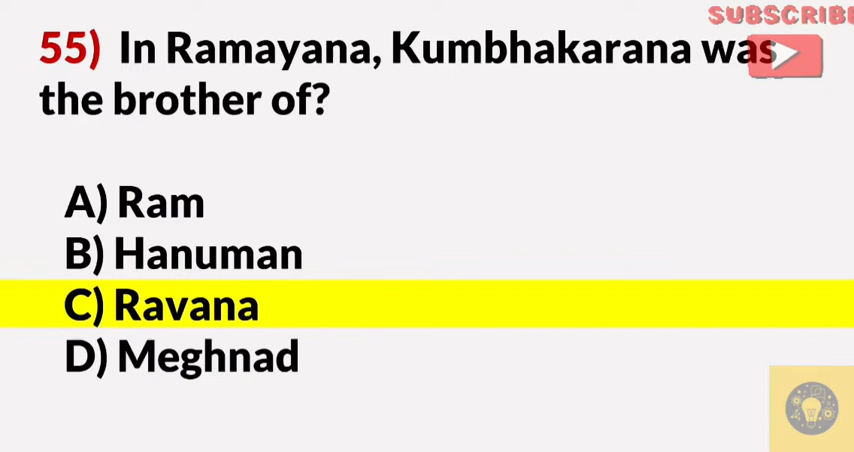 SUBSCRIBE
55) In Ramayana, Kumbhakarana was
the brother of?
A) Ram
B) Hanuman
C) Ravana
D) Meghnad